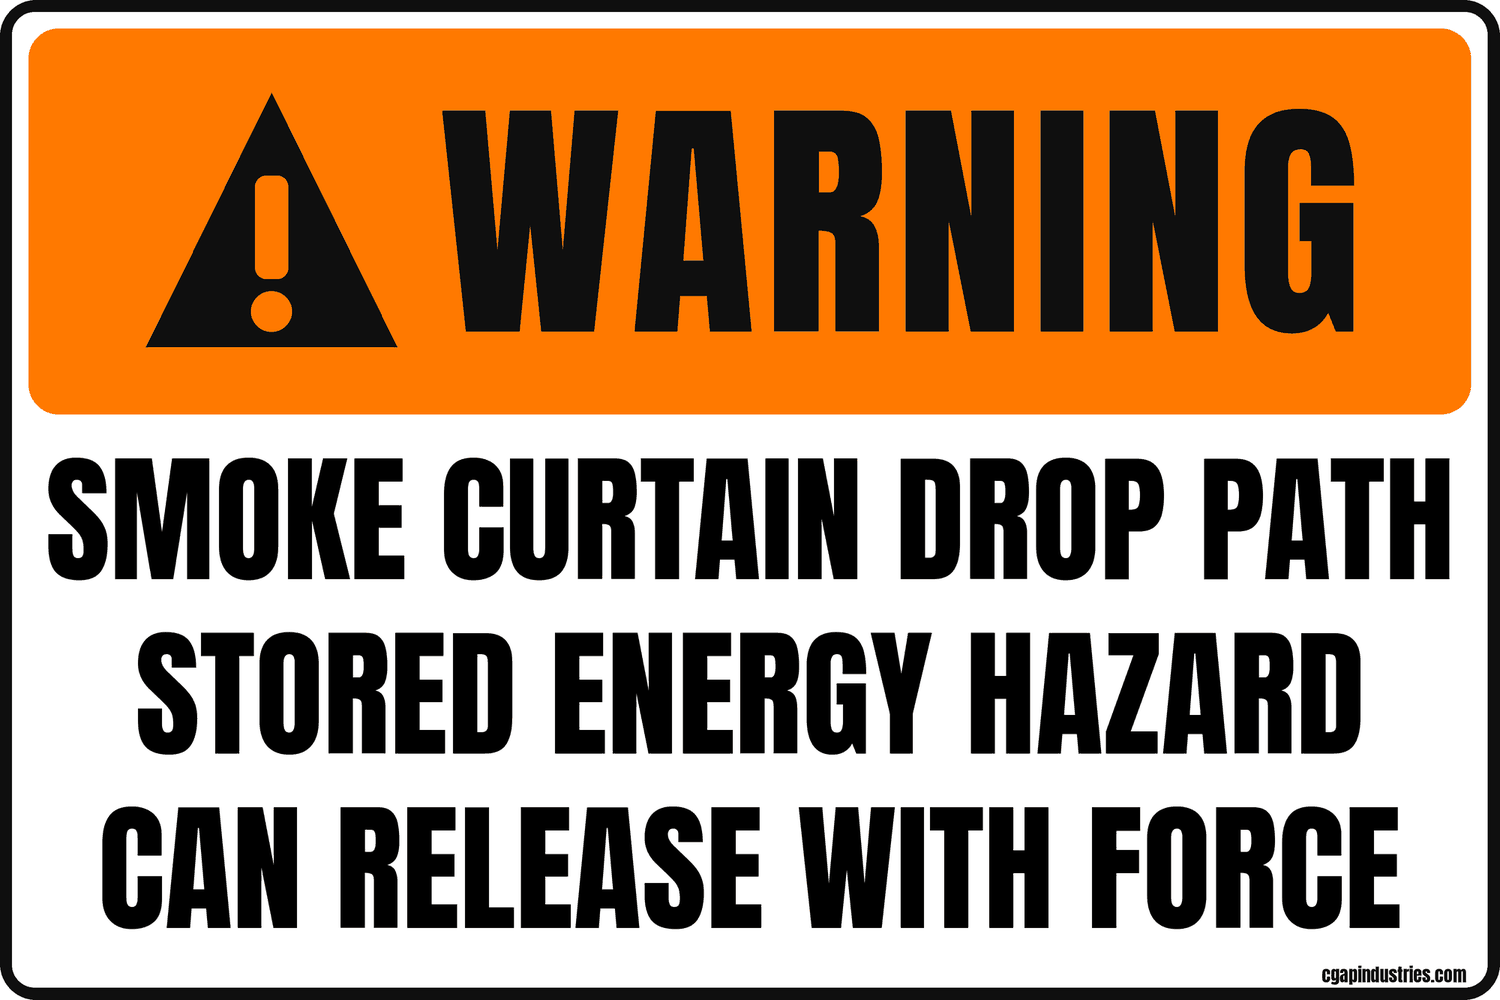 WARNING
SMOKE CURTAIN DROP PATH
STORED ENERGY HAZARD
CAN RELEASE WITH FORCE
cgapindustries.com